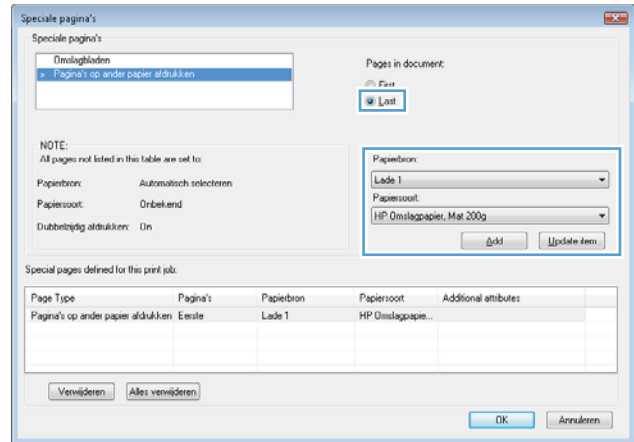 Speciale pagina's
Speciale pagina's
Omslagbladen
» Pagina's op ander papier afdrukken
Pages in document:
First
Last
NOTE:
All pages not listed in this table are set to:
Papierbron: Automatisch selecteren
Papiersoort: Onbekend
Dubbelzijdig afdrukken: On
Papierbron:
Lade 1
Papiersoort:
HP Omslagpapier, Mat 200g
Add Update item
Special pages defined for this print job:
Page Type Pagina's Papierbron Papiersoort Additional attributes
Pagina's op ander papier afdrukken Eerste Lade 1 HP Omslagpapie...
Verwijderen Alles verwijderen
OK Annuleren